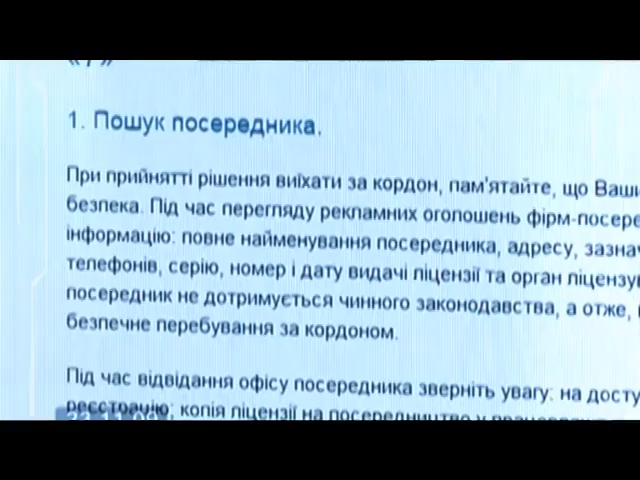 1. Пошук посередника.
При прийнятті рішення виїхати за кордон, пам'ятайте, що Ваши
безпека. Під час перегляду рекламних оголошень фірм-посере
інформацію: повне найменування посередника, адресу, зазнач
телефонів, серію, номер і дату видачі ліцензії та орган ліцензув
посередник не дотримується чинного законодавства, а отже,
безпечне перебування за кордоном.
Під час відвідання офісу посередника зверніть увагу: на досту
реєстрацію; копія ліцензії на посередництво у